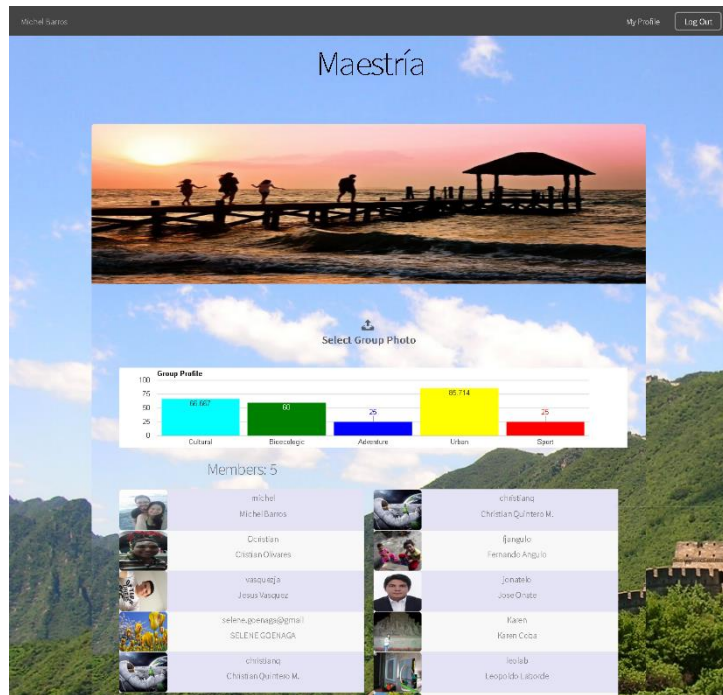 Michel Barros
My Profile
Log Out
Maestría
Select Group Photo
Group Profile
100
75
50
25
0
66.667
60
25
85.714
25
Cultural
Bioecologic
Adventure
Urban
Sport
Members: 5
michel
Michel Barros
christianq
Christian Quintero M.
Dcristian
Cristian Olivares
fjangulo
Fernando Angulo
vasquezja
Jesus Vasquez
jonatelo
Jose Onate
selene.goenaga@gmail
SELENE GOENAGA
Karen
Karen Coba
christianq
Christian Quintero M.
leolab
Leopoldo Laborde